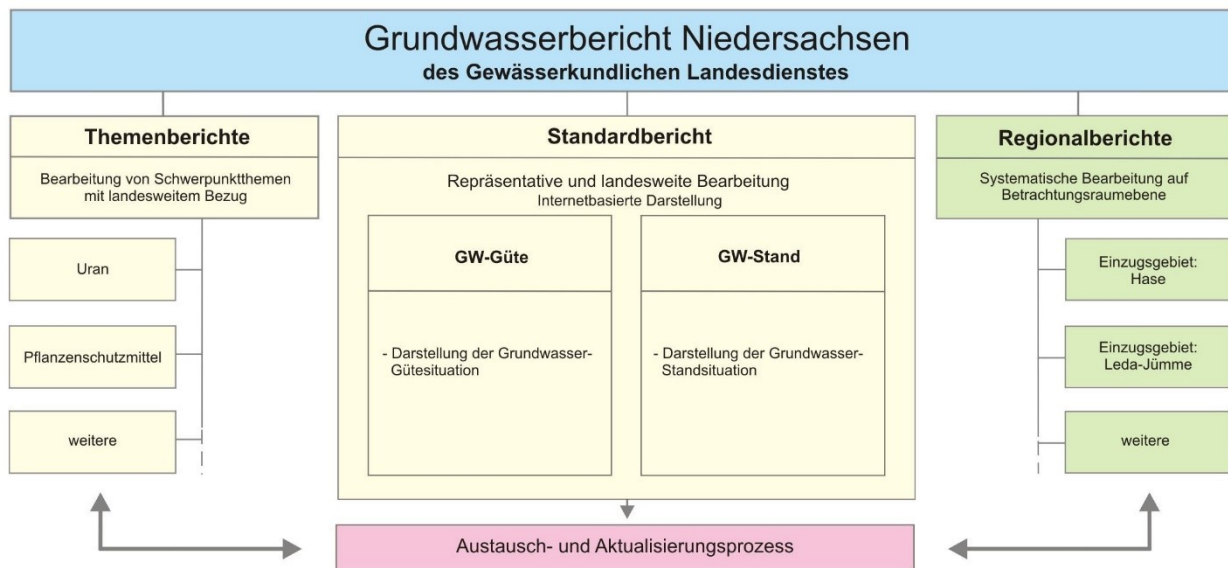 Grundwasserbericht Niedersachsen
des Gewässerkundlichen Landesdienstes
Themenberichte
Bearbeitung von Schwerpunktthemen
mit landesweitem Bezug
Uran
Pflanzenschutzmittel
weitere
Standardbericht
Repräsentative und landesweite Bearbeitung
Internetbasierte Darstellung
GW-Güte
- Darstellung der Grundwasser-
Gütesituation
GW-Stand
- Darstellung der Grundwasser-
Standsituation
Regionalberichte
Systematische Bearbeitung auf
Betrachtungsraumebene
Einzugsgebiet:
Hase
Einzugsgebiet:
Leda-Jümme
weitere
Austausch- und Aktualisierungsprozess